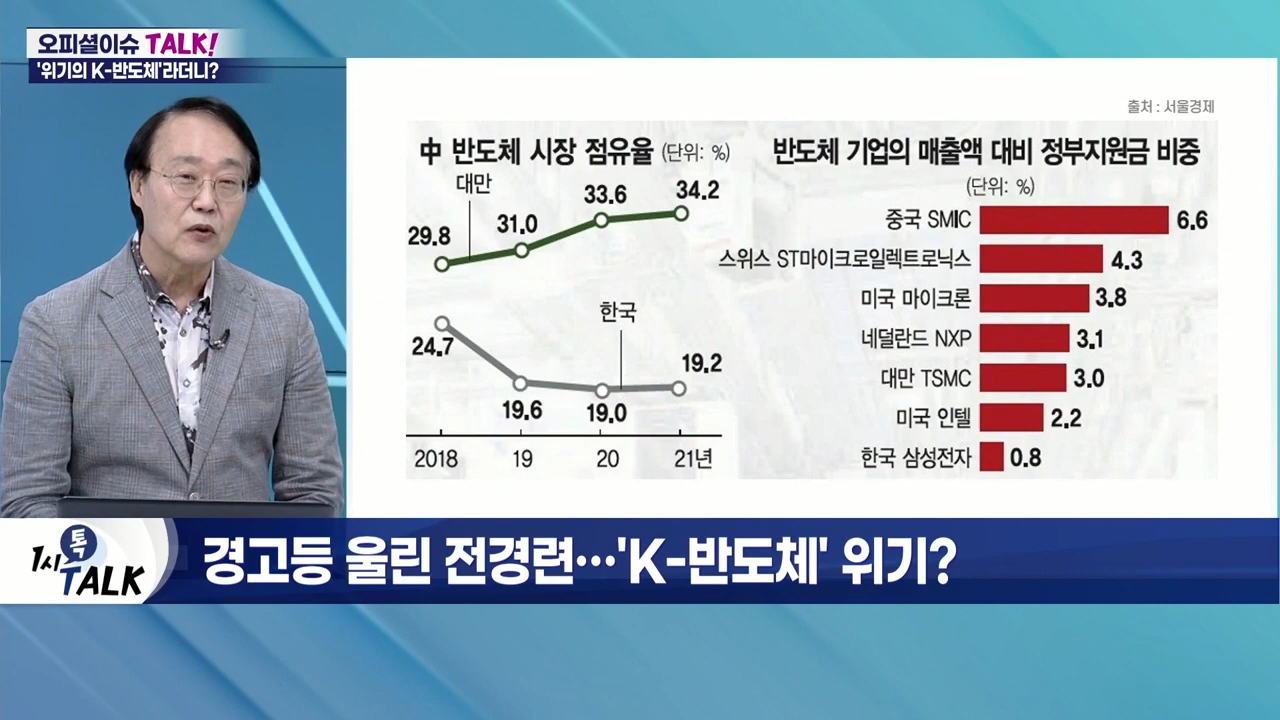 오피셜이슈 TALK!
'위기의 K-반도체'라더니?
출처 : 서울경제
中 반도체 시장 점유율 (단위: %)
대만
29.8
31.0
33.6
34.2
한국
24.7
19.6
19.0
19.2
2018
19
20
21년
반도체 기업의 매출액 대비 정부지원금 비중
(단위: %)
중국 SMIC 6.6
스위스 ST마이크로일렉트로닉스 4.3
미국 마이크론 3.8
네덜란드 NXP 3.1
대만 TSMC 3.0
미국 인텔 2.2
한국 삼성전자 0.8
1시톡
TALK
경고등 울린 전경련…'K-반도체' 위기?